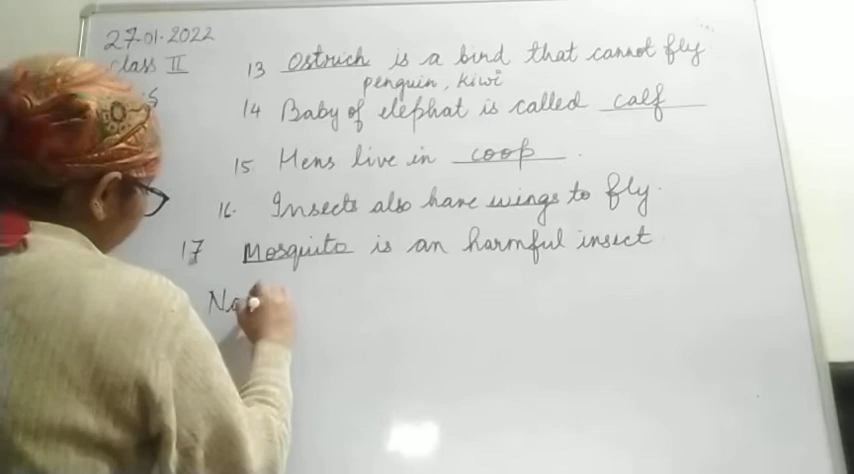 27-01-2022
class II
13 Ostrich is a bird that cannot fly
penguin, kiwi
14 Baby of elephat is called calf
15. Hens live in coop.
16. Insects also have wings to fly.
17 Mosquito is an harmful insect